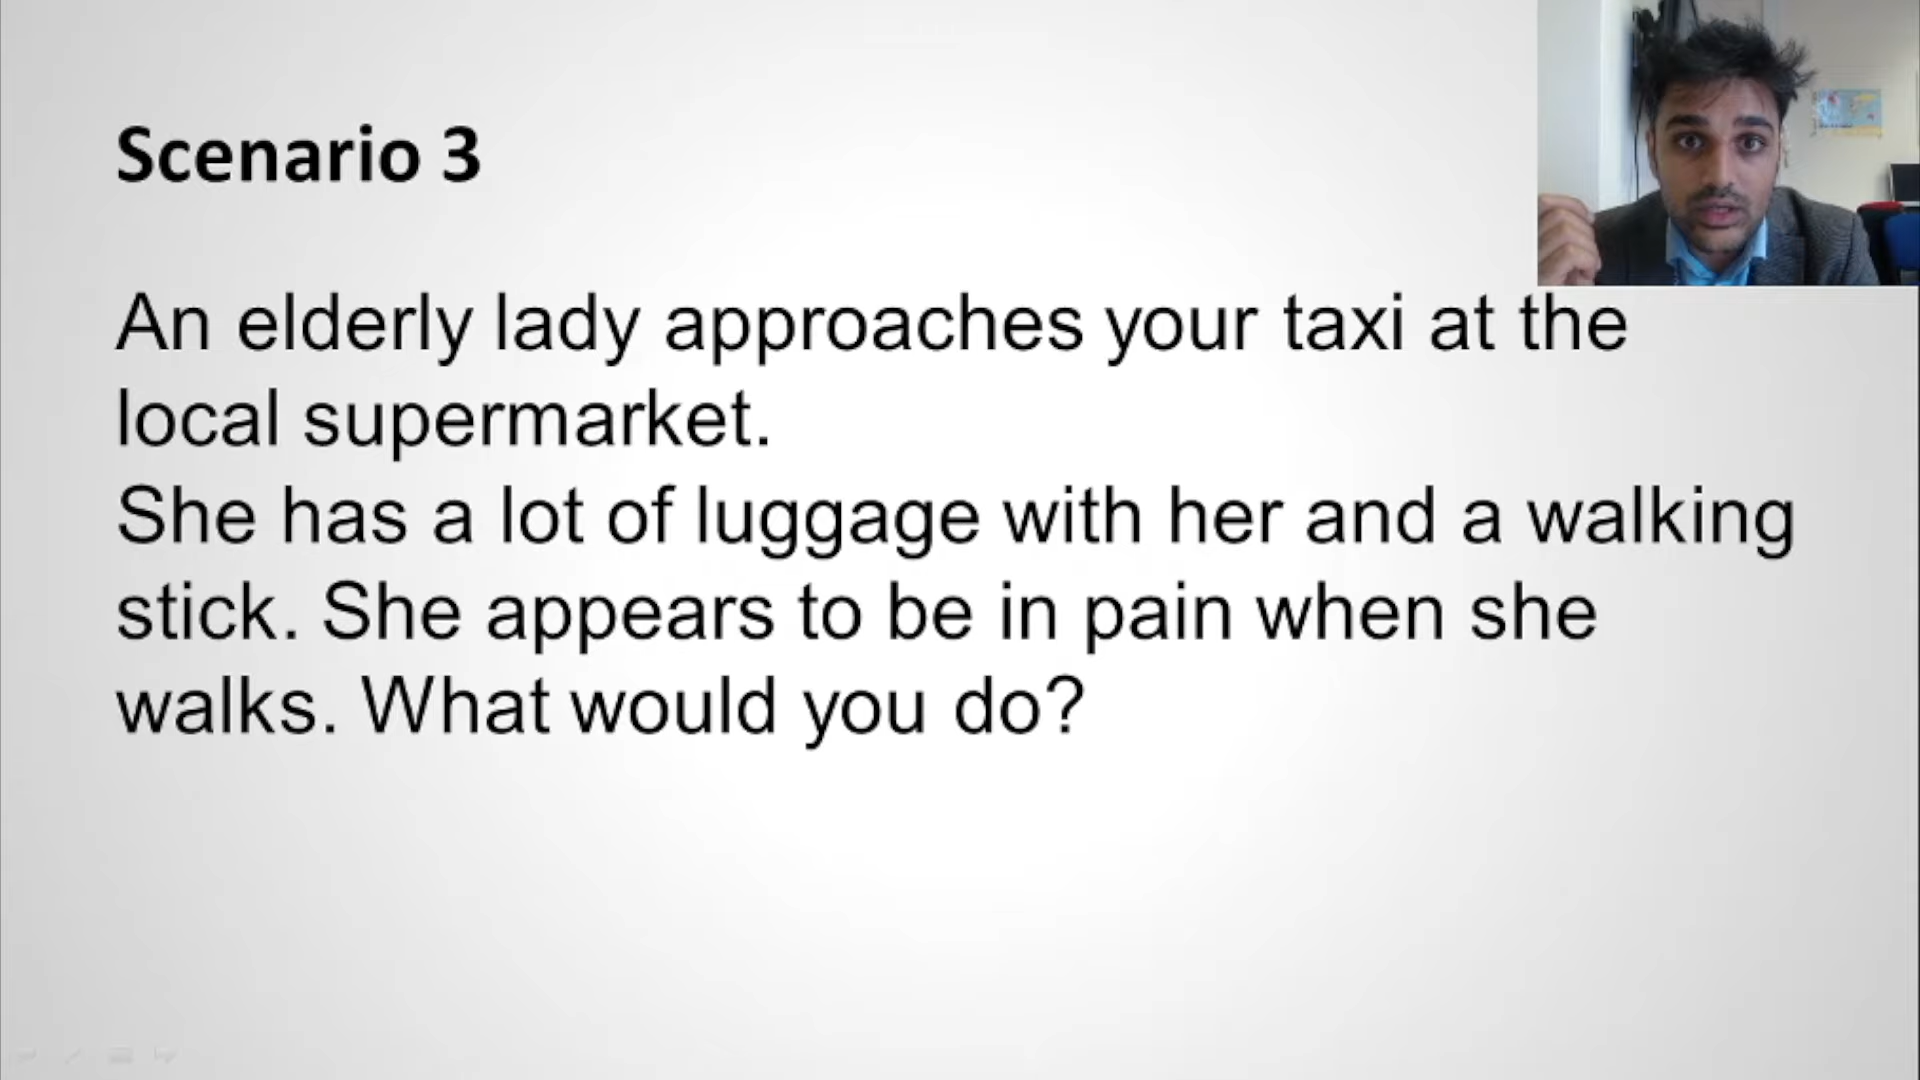 Scenario 3
An elderly lady approaches your taxi at the
local supermarket.
She has a lot of luggage with her and a walking
stick. She appears to be in pain when she
walks. What would you do?